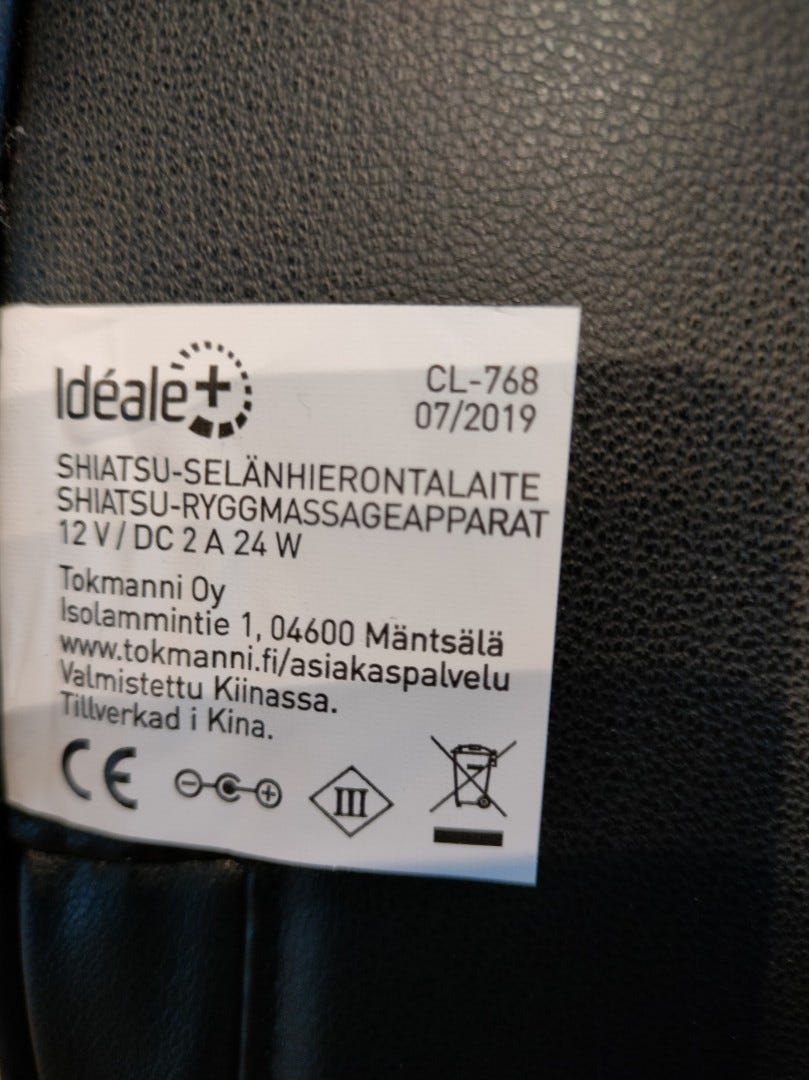 Idéale+
CL-768
07/2019
SHIATSU-SELÄNHIERONTALAITE
SHIATSU-RYGGMASSAGEAPPARAT
12 V / DC 2 A 24 W
Tokmanni Oy
Isolammintie 1, 04600 Mäntsälä
www.tokmanni.fi/asiakaspalvelu
Valmistettu Kiinassa.
Tillverkad i Kina.
CE
III